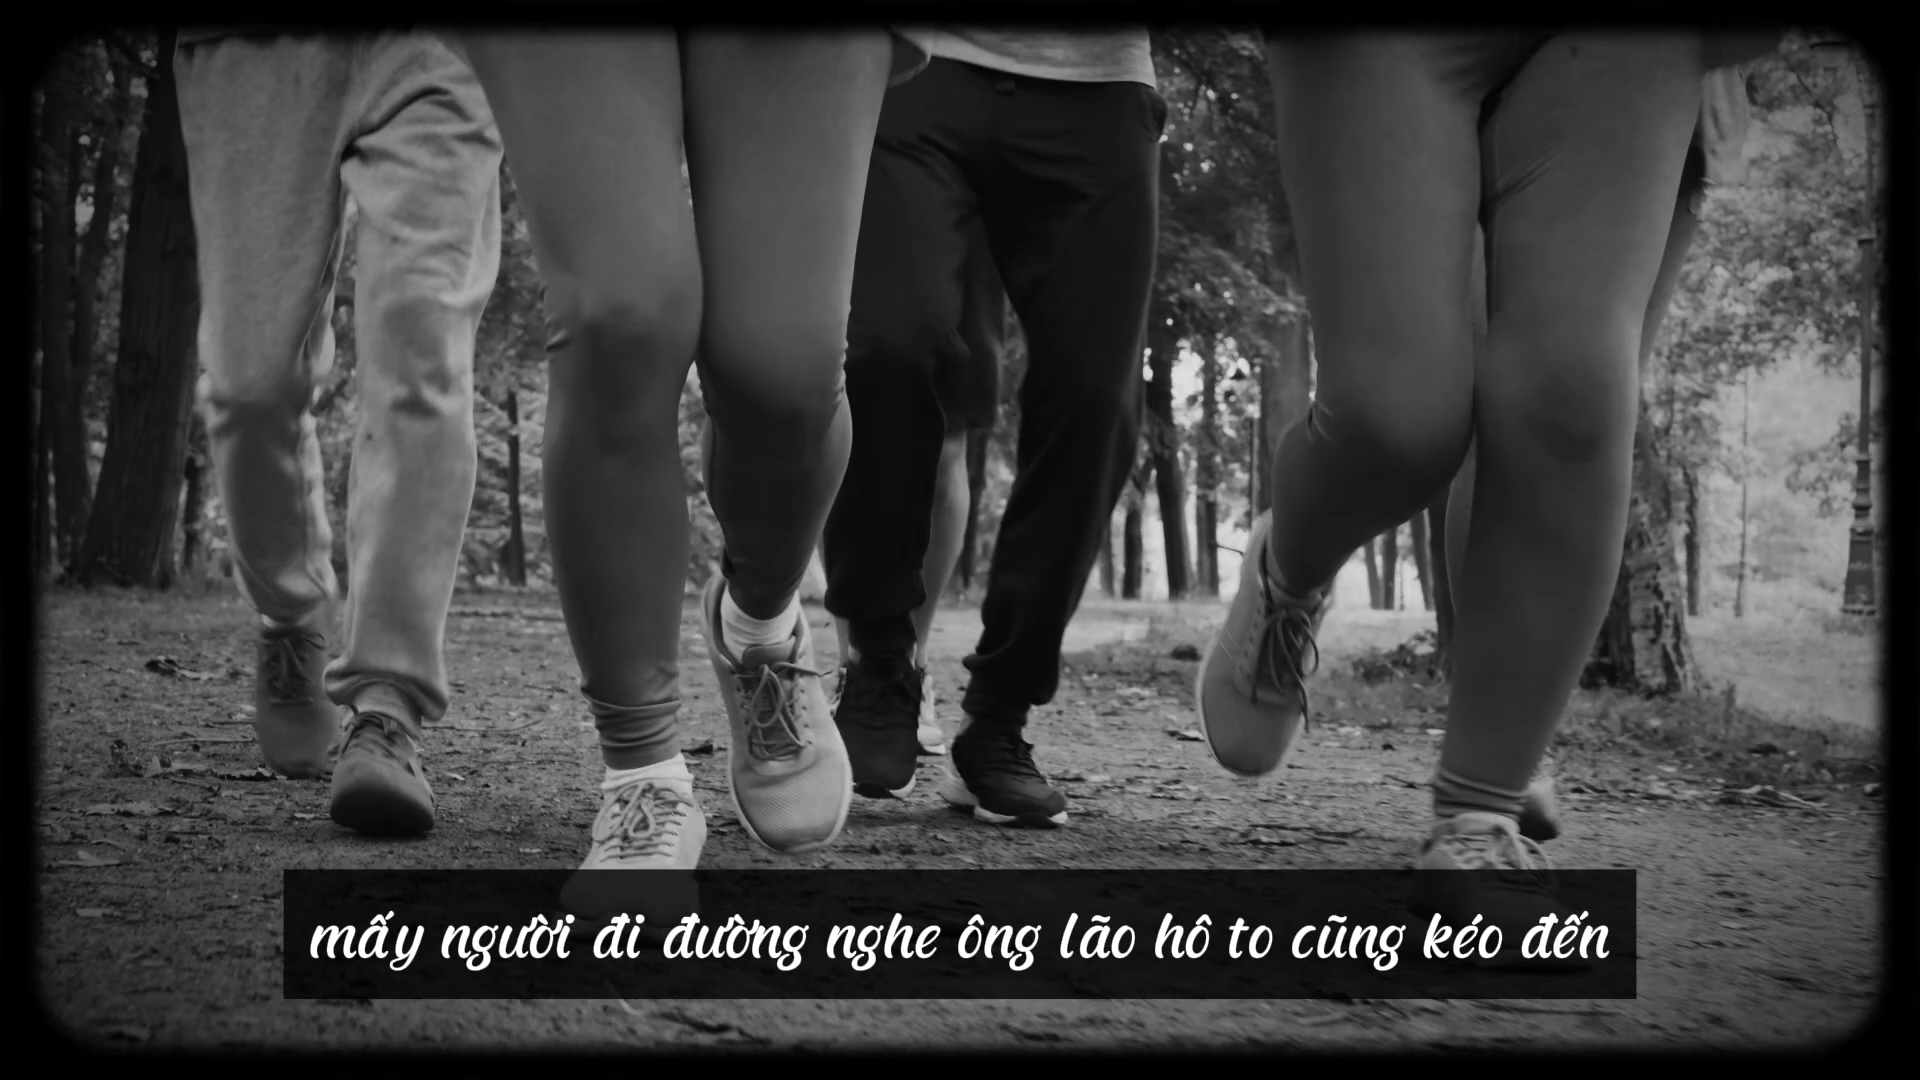 mấy người đi đường nghe ông lão hô to cũng kéo đến